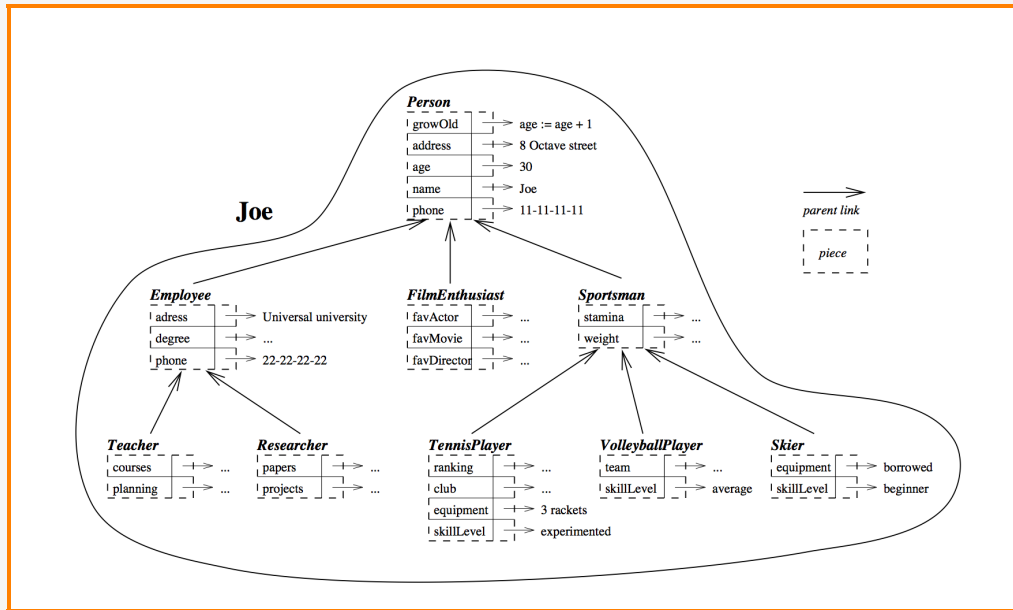 Person
growOld age := age + 1
address 8 Octave street
age 30
name Joe
phone 11-11-11-11
Joe
parent link
piece
Employee
adress Universal university
degree ...
phone 22-22-22-22
FilmEnthusiast
favActor ...
favMovie ...
favDirector ...
Sportsman
stamina ...
weight ...
Teacher
courses ...
planning ...
Researcher
papers ...
projects ...
TennisPlayer
ranking ...
club ...
equipment 3 rackets
skillLevel experimented
VolleyballPlayer
team ...
skillLevel average
Skier
equipment borrowed
skillLevel beginner